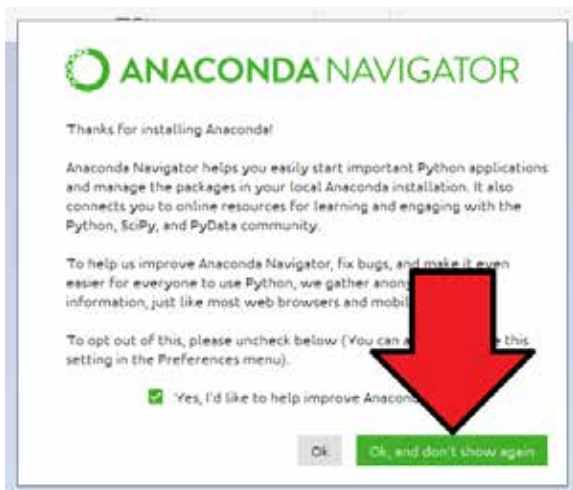 ANACONDA NAVIGATOR
Thanks for installing Anaconda!
Anaconda Navigator helps you easily start important Python applications
and manage the packages in your local Anaconda installation. It also
connects you to online resources for learning and engaging with the
Python, SciPy, and PyData community.
To help us improve Anaconda Navigator, fix bugs, and make it even
easier for everyone to use Python, we gather
information, just like most web browsers and
To opt out of this, please uncheck below (You can this
setting in the Preferences menu).
Yes, I'd like to help improve
Ok
Ok, and don't show again